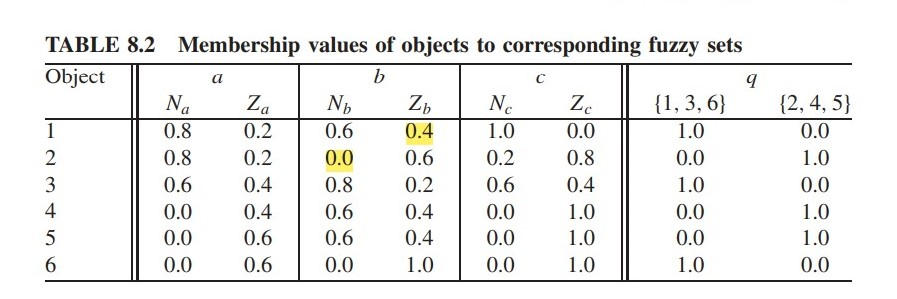 TABLE 8.2 Membership values of objects to corresponding fuzzy sets
Object a b c q
Na Za Nb Zb Nc Zc {1, 3, 6} {2, 4, 5}
1 0.8 0.2 0.6 0.4 1.0 0.0 1.0 0.0
2 0.8 0.2 0.0 0.6 0.2 0.8 0.0 1.0
3 0.6 0.4 0.8 0.2 0.6 0.4 1.0 0.0
4 0.0 0.4 0.6 0.4 0.0 1.0 0.0 1.0
5 0.0 0.6 0.6 0.4 0.0 1.0 0.0 1.0
6 0.0 0.6 0.0 1.0 0.0 1.0 1.0 0.0